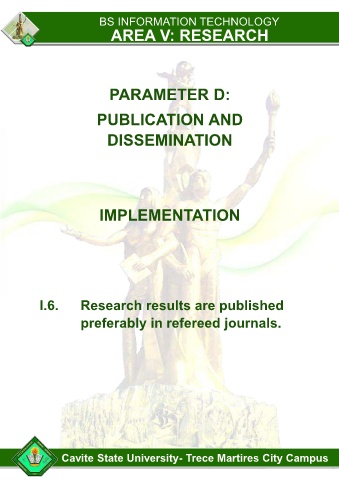 BS INFORMATION TECHNOLOGY
AREA V: RESEARCH
PARAMETER D:
PUBLICATION AND
DISSEMINATION
IMPLEMENTATION
I.6. Research results are published
preferably in refereed journals.
Cavite State University- Trece Martires City Campus